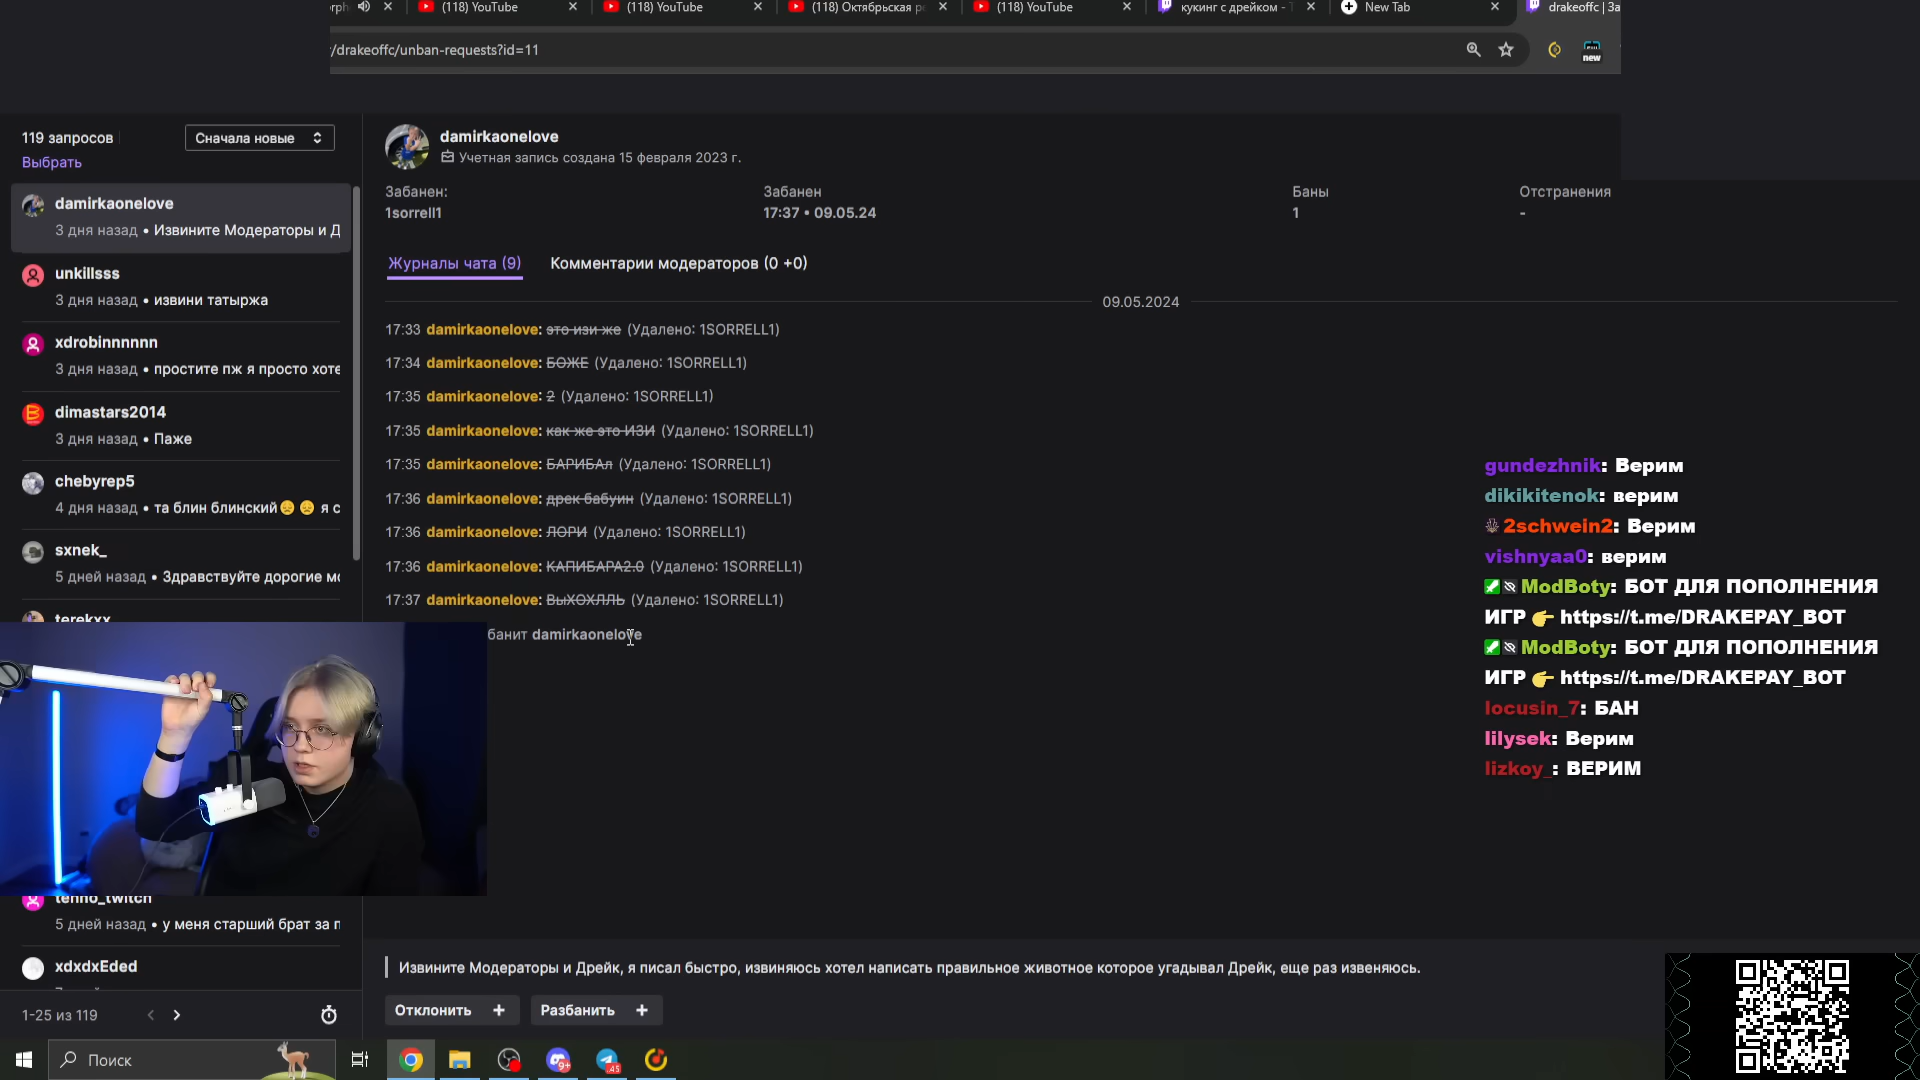 (118) YouTube
(118) YouTube
(118) Октябрьская р
(118) YouTube
кукинг с дрейком -
New Tab
drakeoffc | За
/drakeoffc/unban-requests?id=11
new
119 запросов
Сначала новые
Выбрать
damirkaonelove
3 дня назад • Извините Модераторы и Д
unkillsss
3 дня назад • извини татыржа
xdrobinnnnnn
3 дня назад • простите пж я просто хоте
dimastars2014
3 дня назад • Паже
chebyrep5
4 дня назад • та блин блинский😞 😞 я с
sxnek_
5 дней назад • Здравствуйте дорогие мо
terekxx
tehno_twitch
5 дней назад • у меня старший брат за п
xdxdxEded
1-25 из 119
damirkaonelove
Учетная запись создана 15 февраля 2023 г.
Забанен:
1sorrell1
Забанен
17:37 • 09.05.24
Баны
1
Отстранения
-
Журналы чата (9)
Комментарии модераторов (0 +0)
09.05.2024
17:33 damirkaonelove: это изи же (Удалено: 1SORRELL1)
17:34 damirkaonelove: БОЖЕ (Удалено: 1SORRELL1)
17:35 damirkaonelove: 2 (Удалено: 1SORRELL1)
17:35 damirkaonelove: как же это ИЗИ (Удалено: 1SORRELL1)
17:35 damirkaonelove: БАРИБАл (Удалено: 1SORRELL1)
17:36 damirkaonelove: дрек бабуин (Удалено: 1SORRELL1)
17:36 damirkaonelove: ЛОРИ (Удалено: 1SORRELL1)
17:36 damirkaonelove: КАПИБАРА2.0 (Удалено: 1SORRELL1)
17:37 damirkaonelove: ВыХОХЛЛЬ (Удалено: 1SORRELL1)
банит damirkaonelove
gundezhnik: Верим
dikikitenok: верим
2schwein2: Верим
vishnyaa0: верим
ModBoty: БОТ ДЛЯ ПОПОЛНЕНИЯ
ИГР 👉 https://t.me/DRAKEPAY_BOT
ModBoty: БОТ ДЛЯ ПОПОЛНЕНИЯ
ИГР 👉 https://t.me/DRAKEPAY_BOT
locusin_7: БАН
lilysek: Верим
lizkoy_: ВЕРИМ
Извините Модераторы и Дрейк, я писал быстро, извиняюсь хотел написать правильное животное которое угадывал Дрейк, еще раз извеняюсь.
Отклонить +
Разбанить +
Поиск
9+
45